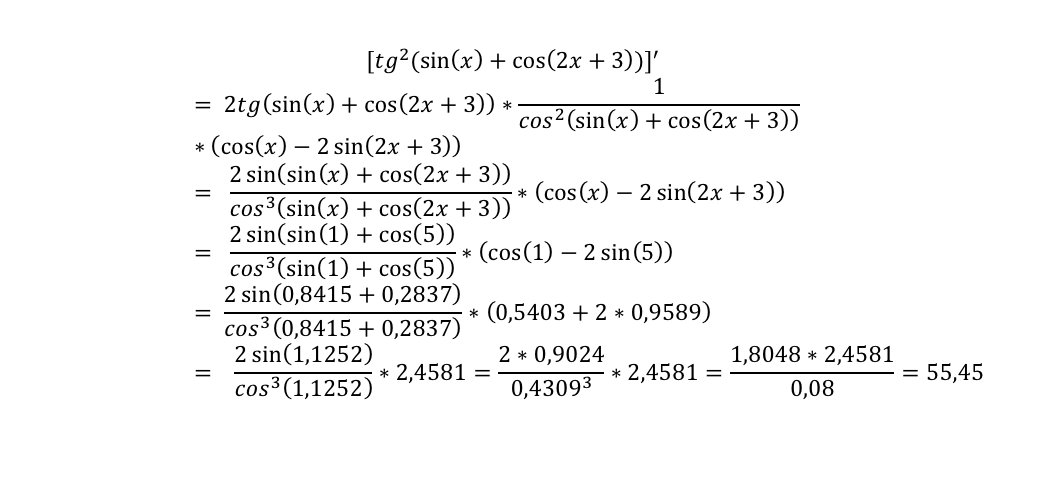 [tg²(sin(x) + cos(2x + 3))]′
= 2tg(sin(x) + cos(2x + 3)) ∗ 1/cos²(sin(x) + cos(2x + 3))
∗ (cos(x) − 2 sin(2x + 3))
= 2 sin(sin(x) + cos(2x + 3))/cos³(sin(x) + cos(2x + 3)) ∗ (cos(x) − 2 sin(2x + 3))
= 2 sin(sin(1) + cos(5))/cos³(sin(1) + cos(5)) ∗ (cos(1) − 2 sin(5))
= 2 sin(0,8415 + 0,2837)/cos³(0,8415 + 0,2837) ∗ (0,5403 + 2 ∗ 0,9589)
= 2 sin(1,1252)/cos³(1,1252) ∗ 2,4581 = 2 ∗ 0,9024/0,4309³ ∗ 2,4581 = 1,8048 ∗ 2,4581/0,08 = 55,45